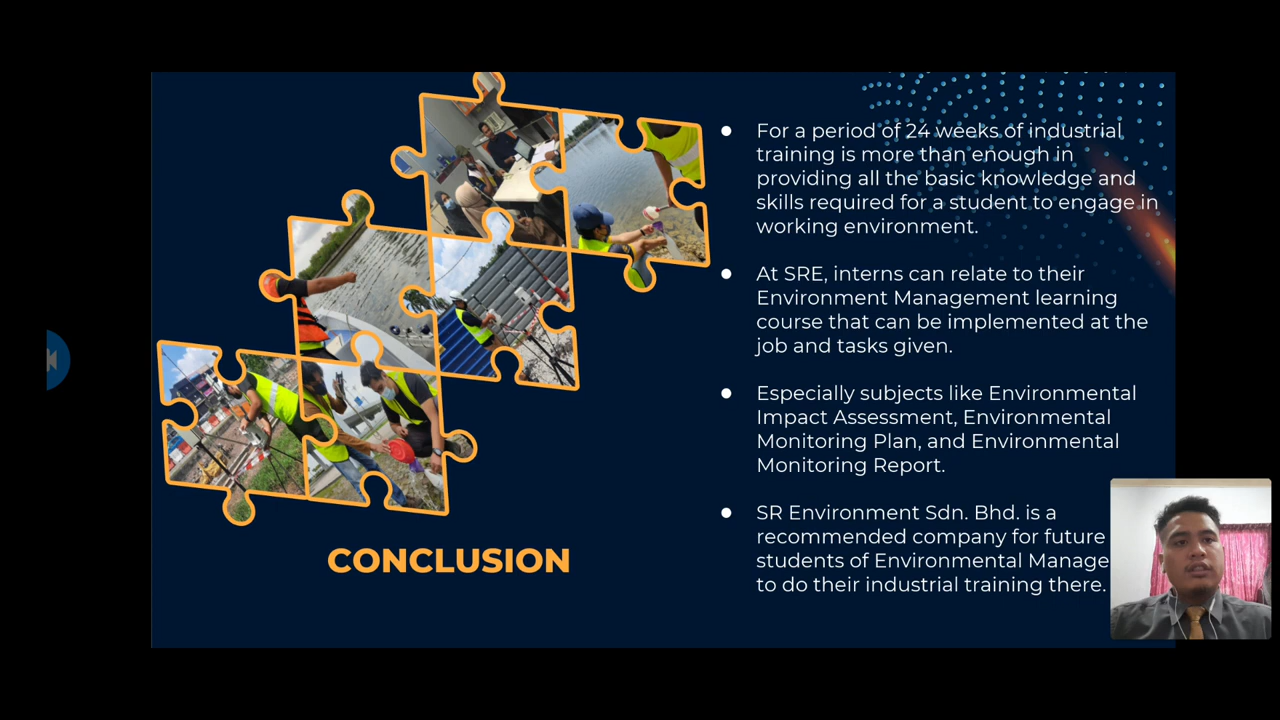 For a period of 24 weeks of industrial
training is more than enough in
providing all the basic knowledge and
skills required for a student to engage in
working environment.
At SRE, interns can relate to their
Environment Management learning
course that can be implemented at the
job and tasks given.
Especially subjects like Environmental
Impact Assessment, Environmental
Monitoring Plan, and Environmental
Monitoring Report.
SR Environment Sdn. Bhd. is a
recommended company for future
students of Environmental Manage
to do their industrial training there.
CONCLUSION